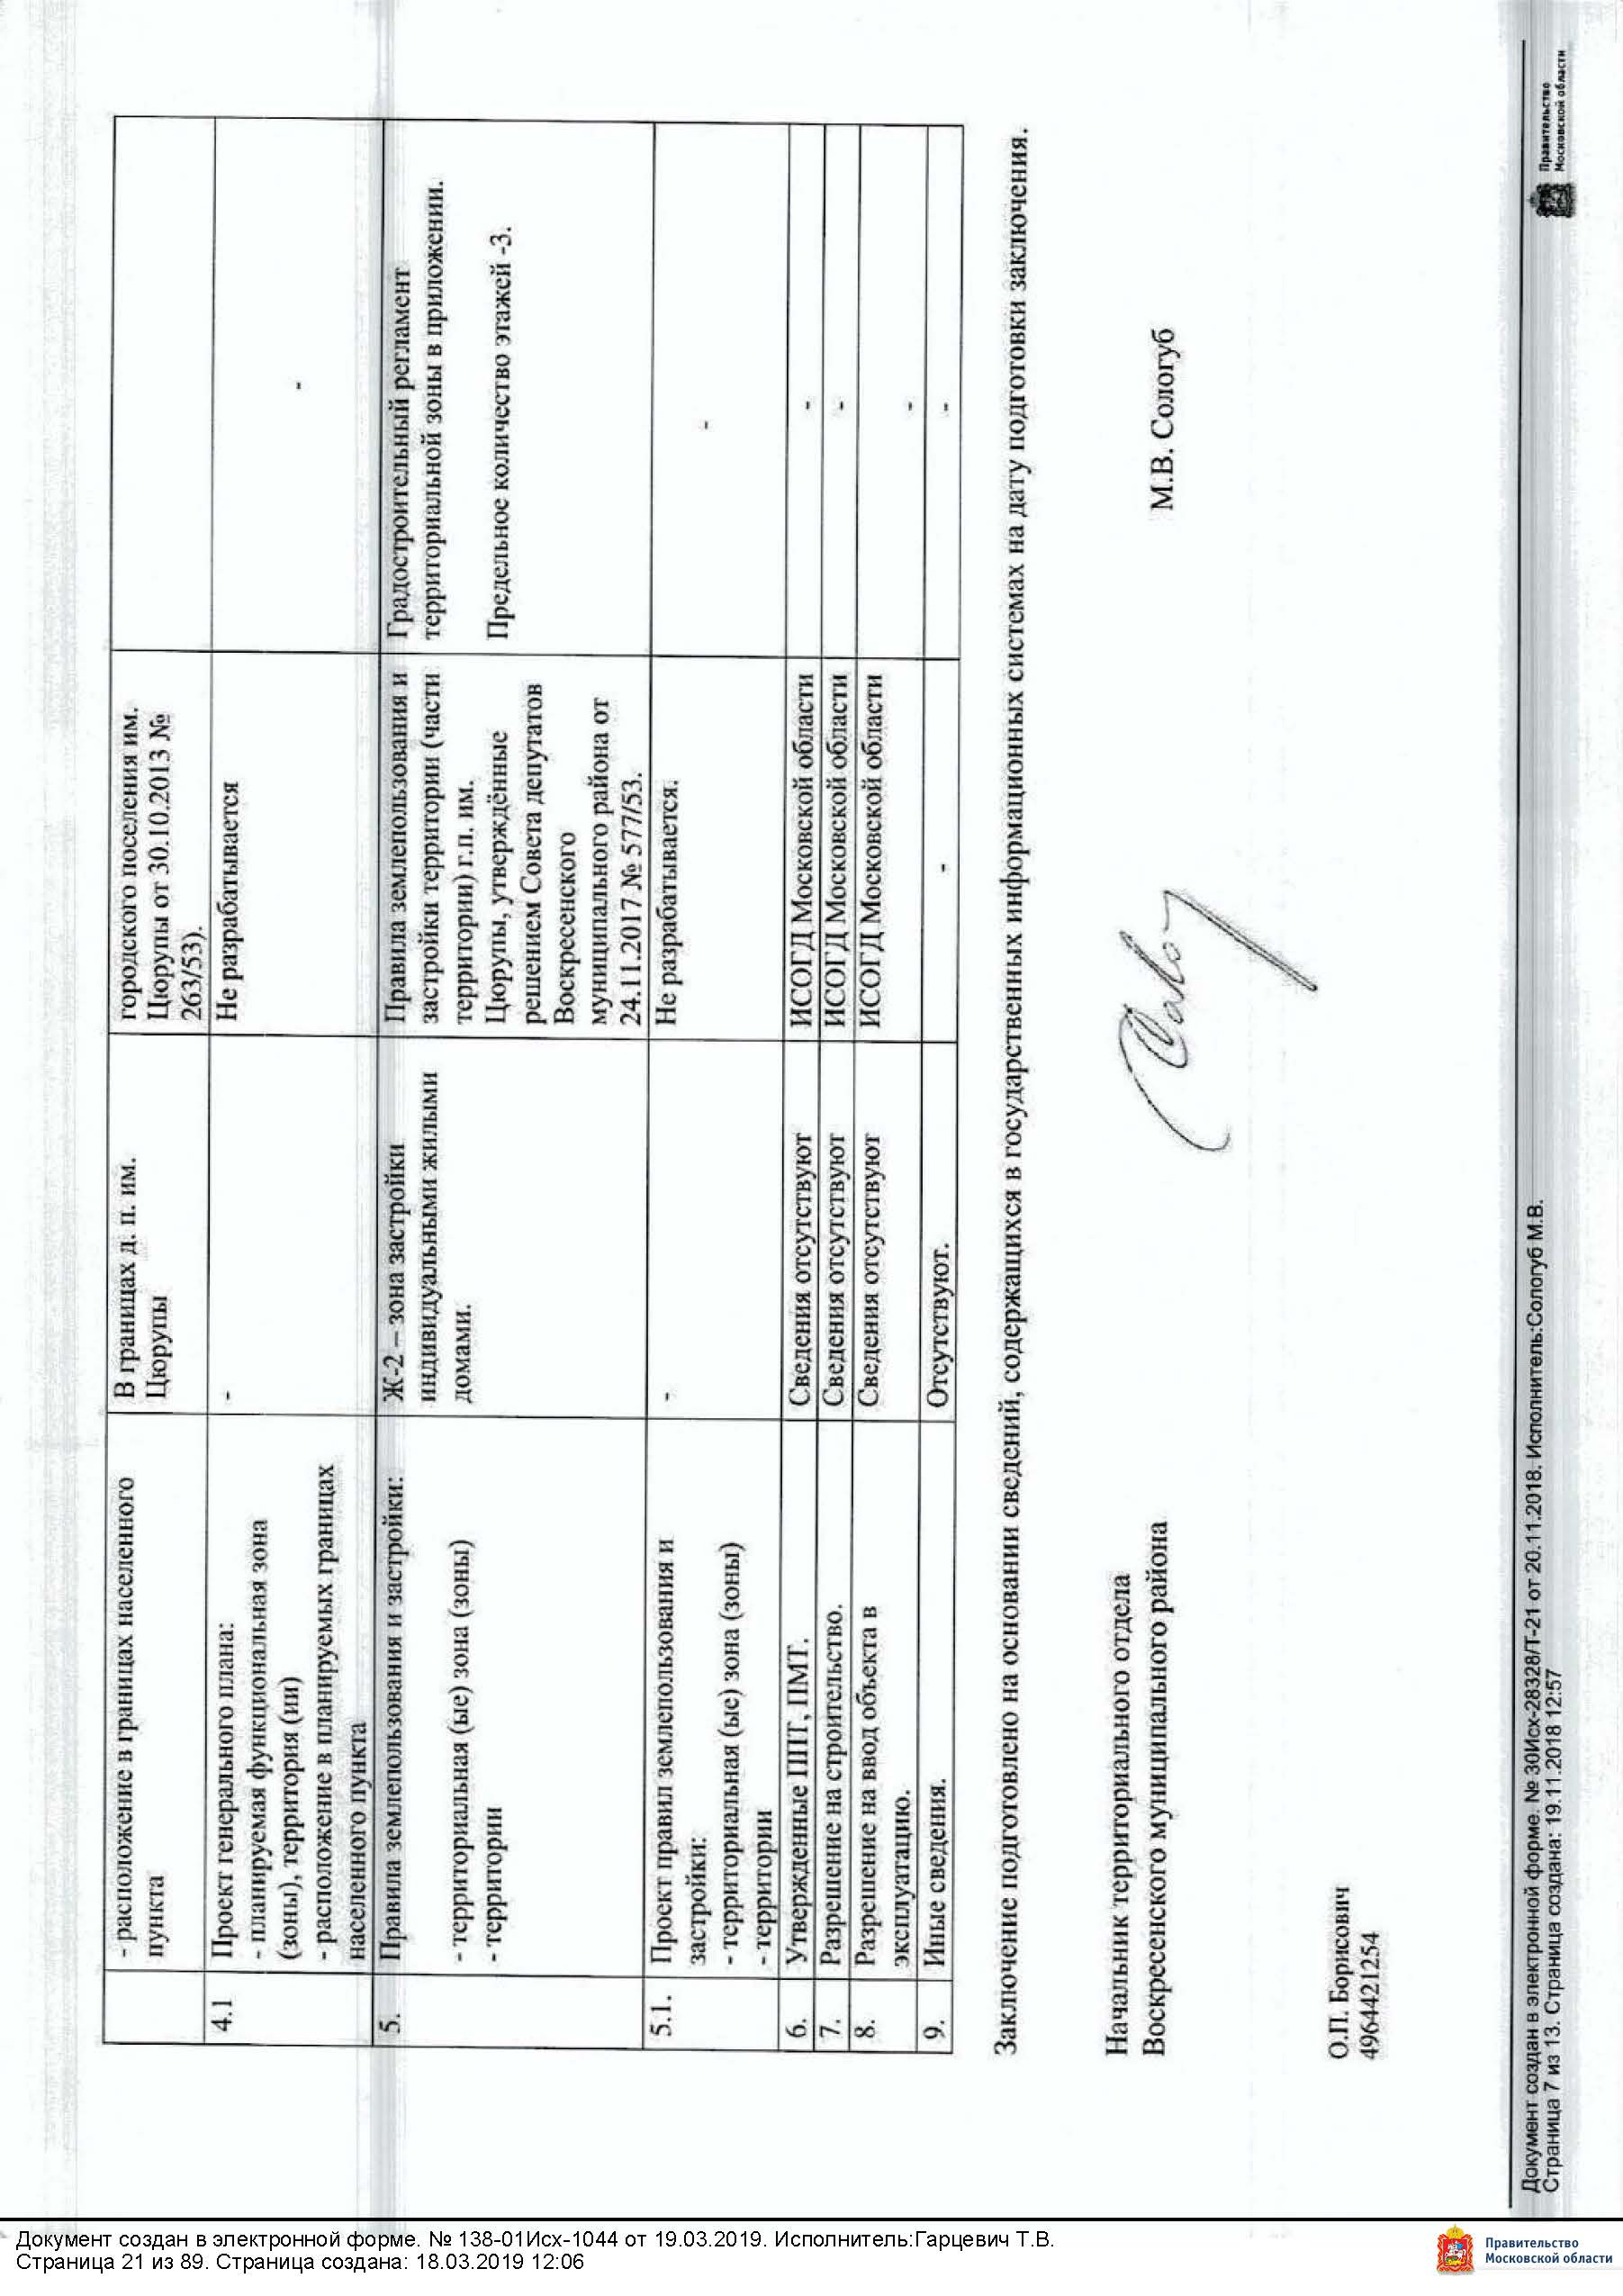 - расположение в границах населенного
пункта
В границах д. п. им.
Цюрупы
городского поселения им.
Цюрупы от 30.10.2013 №
263/53).
4.1
Проект генерального плана:
- планируемая функциональная зона
(зоны), территория (ии)
- расположение в планируемых границах
населенного пункта
-
Не разрабатывается
-
5.
Правила землепользования и застройки:
- территориальная (ые) зона (зоны)
- территории
Ж-2 – зона застройки
индивидуальными жилыми
домами.
Правила землепользования и
застройки территории (части
территории) г.п. им.
Цюрупы, утверждённые
решением Совета депутатов
Воскресенского
муниципального района от
24.11.2017 № 577/53.
Градостроительный регламент
территориальной зоны в приложении.
Предельное количество этажей -3.
5.1.
Проект правил землепользования и
застройки:
- территориальная (ые) зона (зоны)
- территории
-
Не разрабатывается.
-
6.
Утвержденные ППТ, ПМТ.
Сведения отсутствуют
ИСОГД Московской области
-
7.
Разрешение на строительство.
Сведения отсутствуют
ИСОГД Московской области
-
8.
Разрешение на ввод объекта в
эксплуатацию.
Сведения отсутствуют
ИСОГД Московской области
-
9.
Иные сведения.
Отсутствуют.
-
-
Заключение подготовлено на основании сведений, содержащихся в государственных информационных системах на дату подготовки заключения.
Начальник территориального отдела
Воскресенского муниципального района
М.В. Сологуб
О.П. Борисович
4964421254
Документ создан в электронной форме. № 30Исх-28328/Т-21 от 20.11.2018. Исполнитель:Сологуб М.В.
Страница 7 из 13. Страница создана: 19.11.2018 12:57
Правительство
Московской области
Документ создан в электронной форме. № 138-01Исх-1044 от 19.03.2019. Исполнитель:Гарцевич Т.В.
Страница 21 из 89. Страница создана: 18.03.2019 12:06
Правительство
Московской области